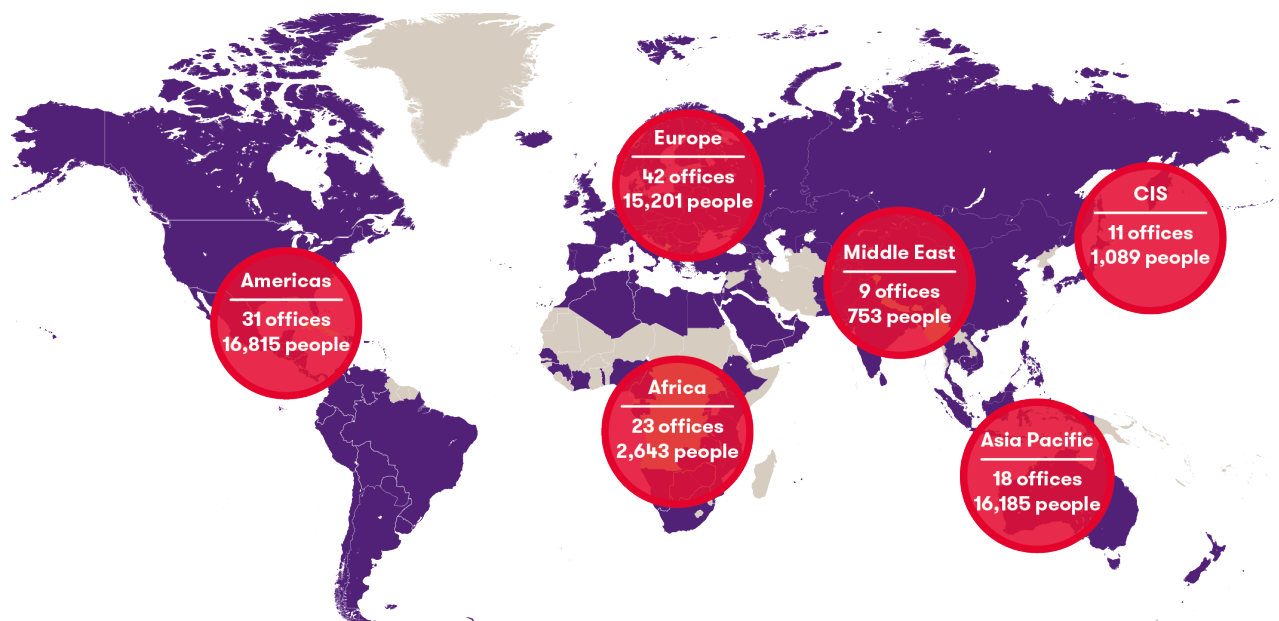 Europe
42 offices
15,201 people
CIS
11 offices
1,089 people
Middle East
9 offices
753 people
Americas
31 offices
16,815 people
Africa
23 offices
2,643 people
Asia Pacific
18 offices
16,185 people